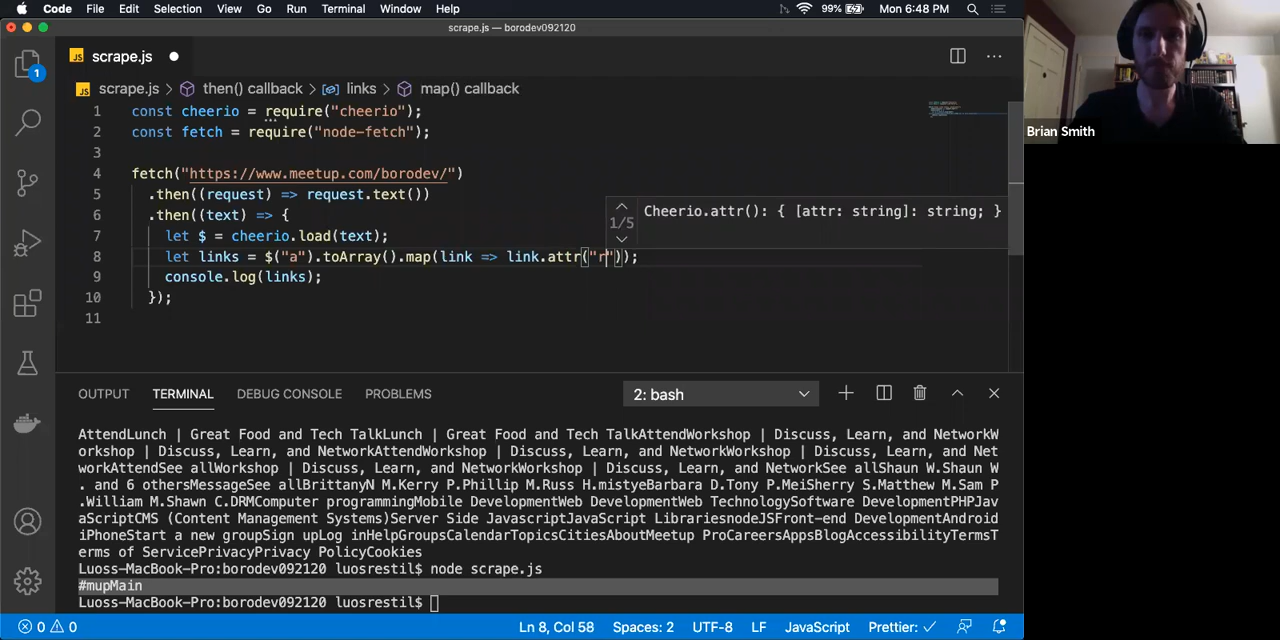 Code File Edit Selection View Go Run Terminal Window Help 99% Mon 6:48 PM
scrape.js — borodev092120
JS scrape.js
1
JS scrape.js > then() callback > links > map() callback
1 const cheerio = require("cheerio");
2 const fetch = require("node-fetch");
3
4 fetch("https://www.meetup.com/borodev/")
5 .then((request) => request.text())
6 .then((text) => {
7 let $ = cheerio.load(text);
8 let links = $("a").toArray().map(link => link.attr("r"));
9 console.log(links);
10 });
11
1/5 Cheerio.attr(): { [attr: string]: string; }
Brian Smith
OUTPUT TERMINAL DEBUG CONSOLE PROBLEMS 2: bash
AttendLunch | Great Food and Tech TalkLunch | Great Food and Tech TalkAttendWorkshop | Discuss, Learn, and NetworkW
orkshop | Discuss, Learn, and NetworkAttendWorkshop | Discuss, Learn, and NetworkWorkshop | Discuss, Learn, and Net
workAttendSee allWorkshop | Discuss, Learn, and NetworkWorkshop | Discuss, Learn, and NetworkSee allShaun W.Shaun W
. and 6 othersMessageSee allBrittanyN M.Kerry P.Phillip M.Russ H.mistyeBarbara D.Tony P.MeiSherry S.Matthew M.Sam P
.William M.Shawn C.DRMComputer programmingMobile DevelopmentWeb DevelopmentWeb TechnologySoftware DevelopmentPHPJav
aScriptCMS (Content Management Systems)Server Side JavascriptJavaScript LibrariesnodeJSFront-end DevelopmentAndroid
iPhoneStart a new groupSign upLog inHelpGroupsCalendarTopicsCitiesAboutMeetup ProCareersAppsBlogAccessibilityTermsT
erms of ServicePrivacyPrivacy PolicyCookies
Luoss-MacBook-Pro:borodev092120 luosrestil$ node scrape.js
#mupMain
Luoss-MacBook-Pro:borodev092120 luosrestil$
0 0 Ln 8, Col 58 Spaces: 2 UTF-8 LF JavaScript Prettier: ✓